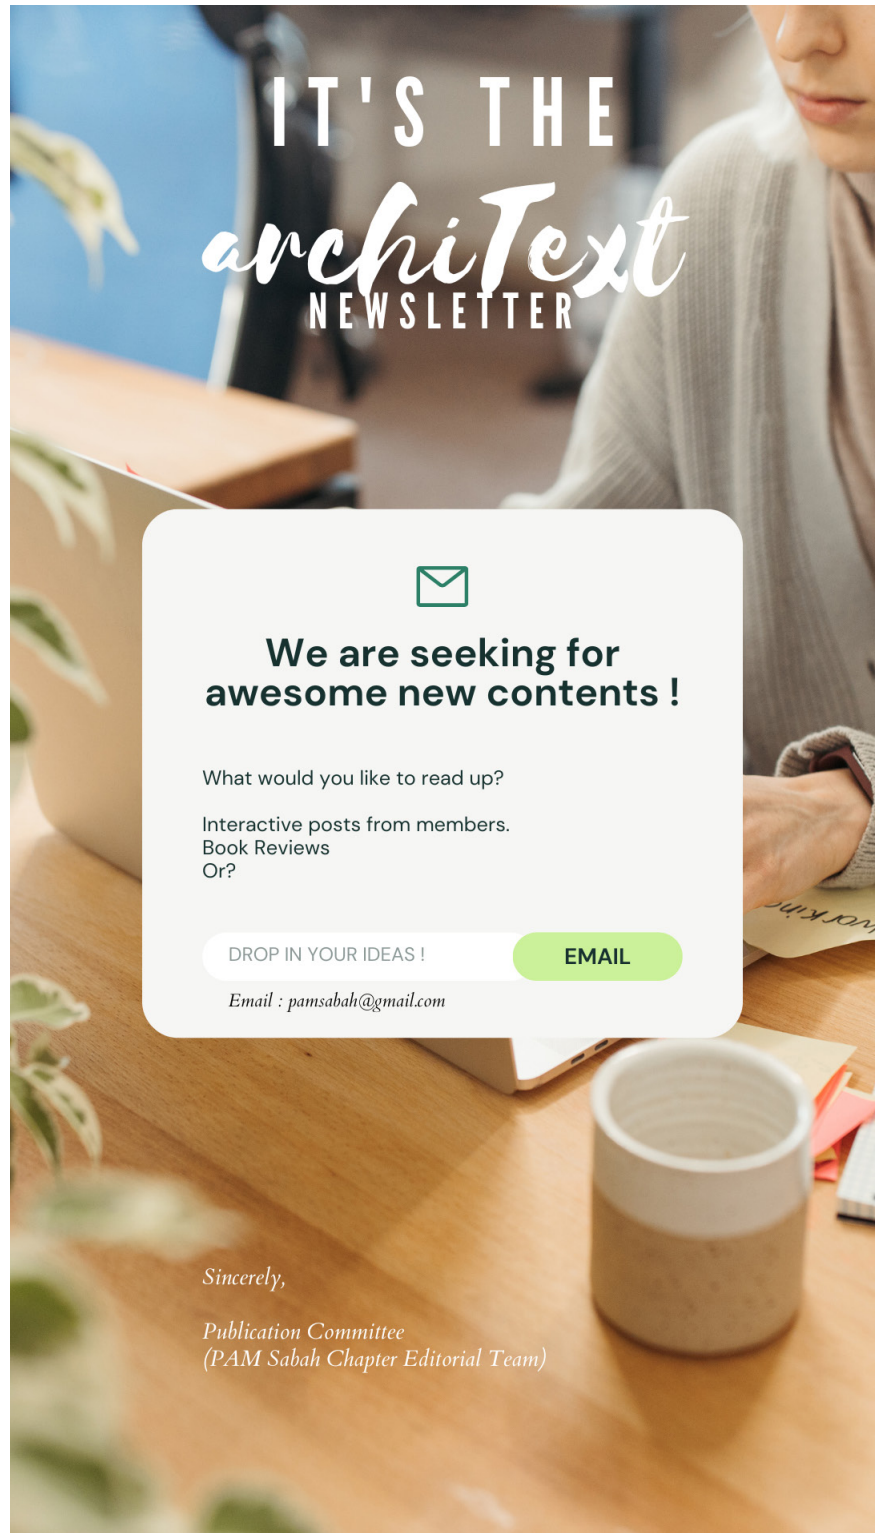 IT'S THE
archiText
NEWSLETTER
We are seeking for
awesome new contents !
What would you like to read up?
Interactive posts from members.
Book Reviews
Or?
DROP IN YOUR IDEAS !
EMAIL
Email : pamsabah@gmail.com
working
Sincerely,
Publication Committee
(PAM Sabah Chapter Editorial Team)